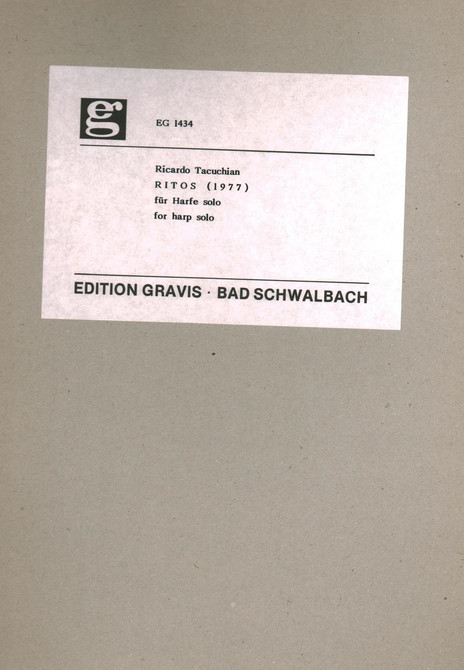 eg
EG 1434
Ricardo Tacuchian
RITOS (1977)
für Harfe solo
for harp solo
EDITION GRAVIS · BAD SCHWALBACH